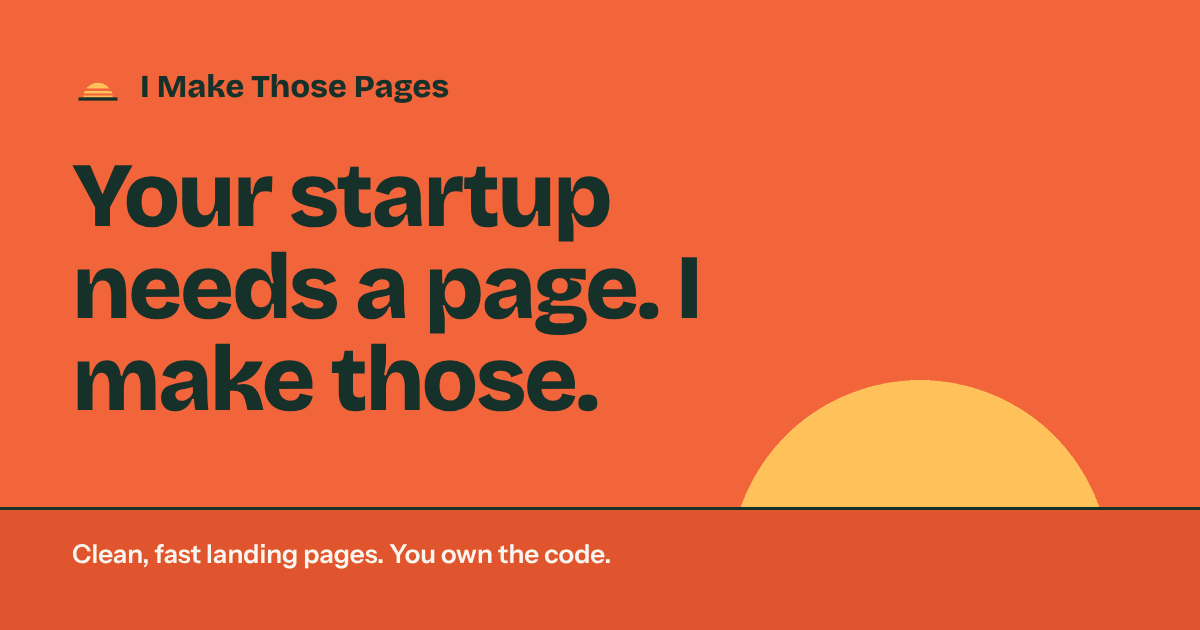 I Make Those Pages
Your startup
needs a page. I
make those.
Clean, fast landing pages. You own the code.